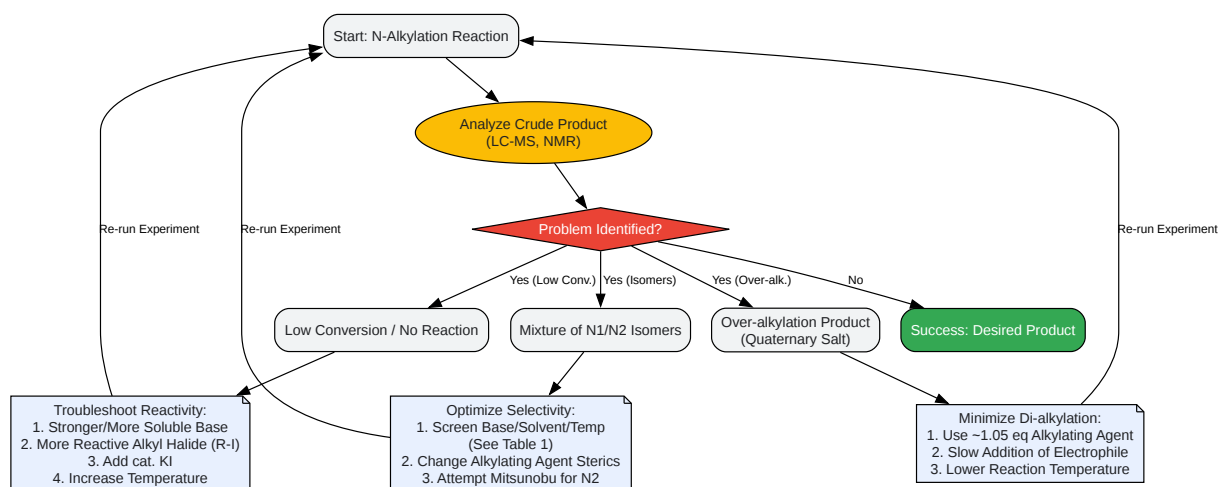 Start: N-Alkylation Reaction
Analyze Crude Product
(LC-MS, NMR)
Re-run Experiment
Re-run Experiment
Re-run Experiment
Problem Identified?
Yes (Low Conv.)
Yes (Isomers)
Yes (Over-alk.)
No
Low Conversion / No Reaction
Mixture of N1/N2 Isomers
Over-alkylation Product
(Quaternary Salt)
Success: Desired Product
Troubleshoot Reactivity:
1. Stronger/More Soluble Base
2. More Reactive Alkyl Halide (R-I)
3. Add cat. KI
4. Increase Temperature
Optimize Selectivity:
1. Screen Base/Solvent/Temp
(See Table 1)
2. Change Alkylating Agent Sterics
3. Attempt Mitsunobu for N2
Minimize Di-alkylation:
1. Use ~1.05 eq Alkylating Agent
2. Slow Addition of Electrophile
3. Lower Reaction Temperature